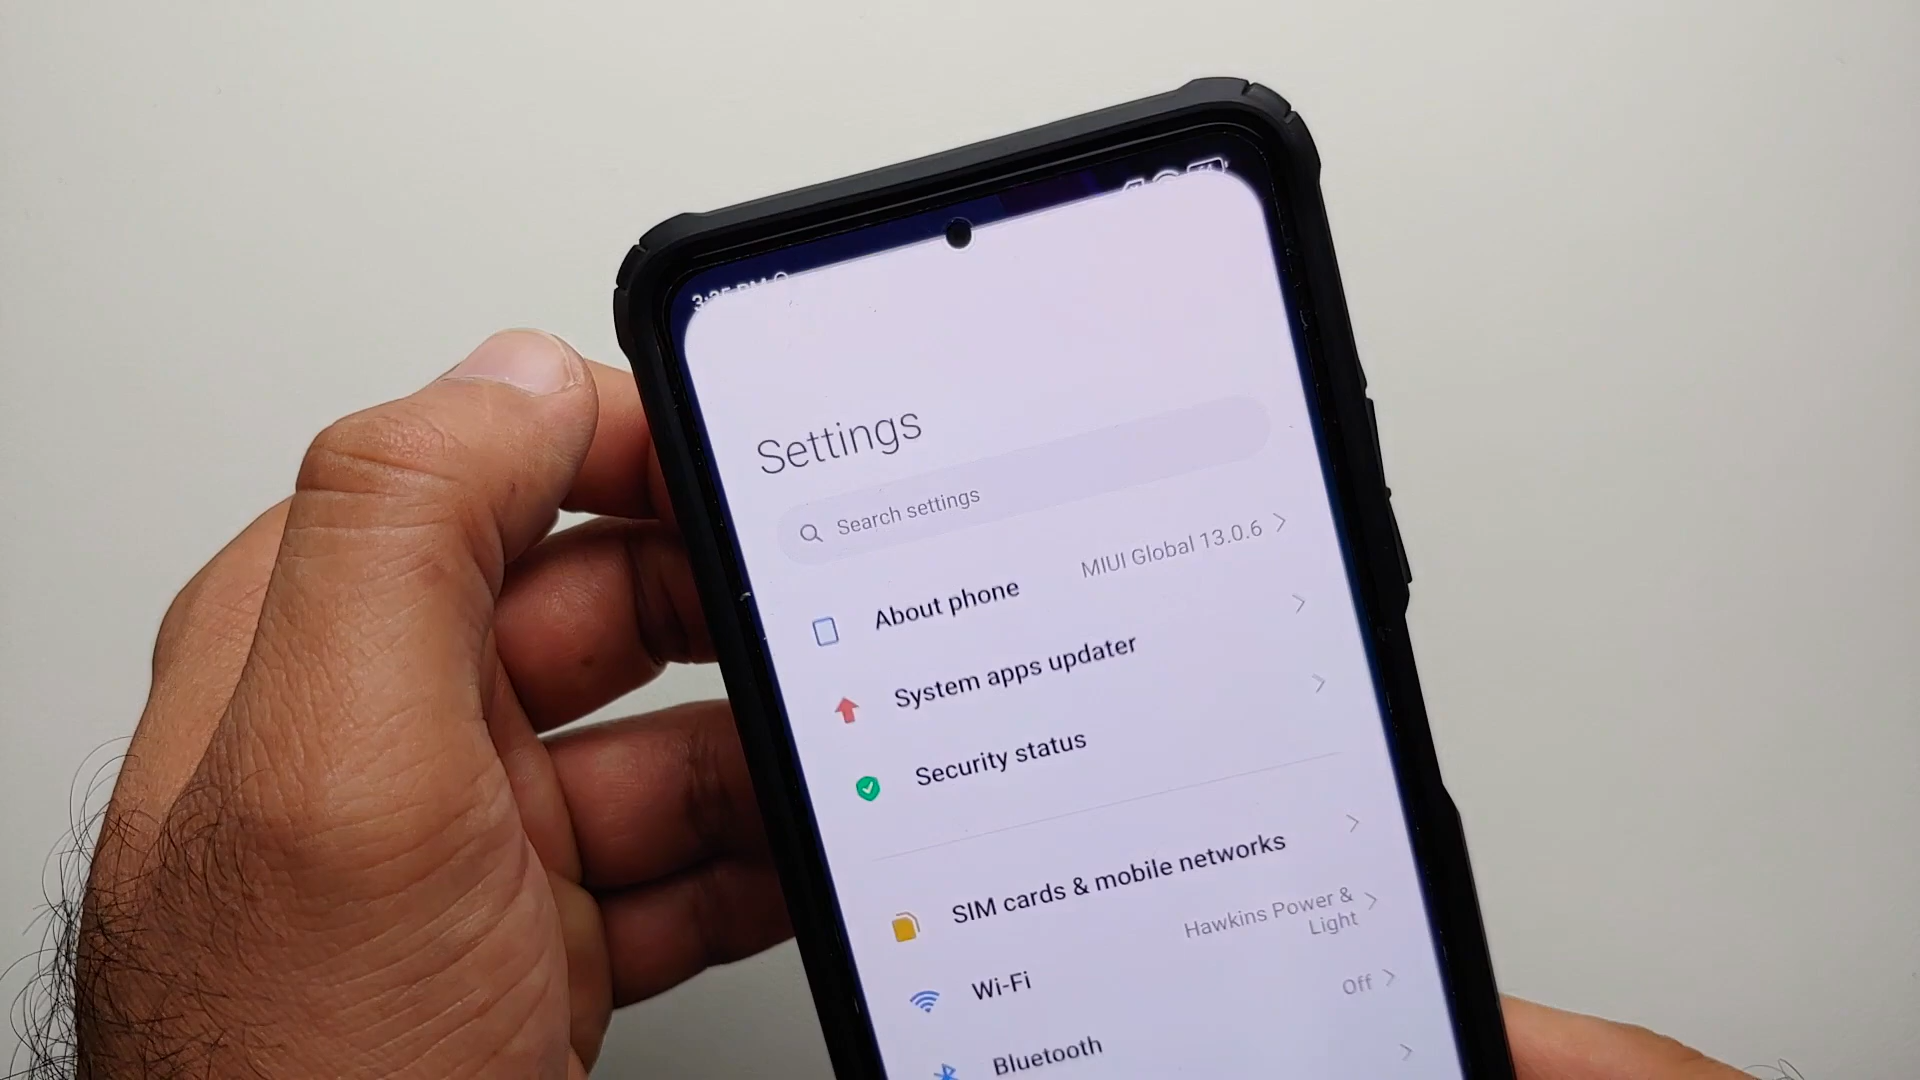 Settings
Search settings
About phone
MIUI Global 13.0.6
System apps updater
Security status
SIM cards & mobile networks
Wi-Fi
Hawkins Power &
Light
Bluetooth
Off